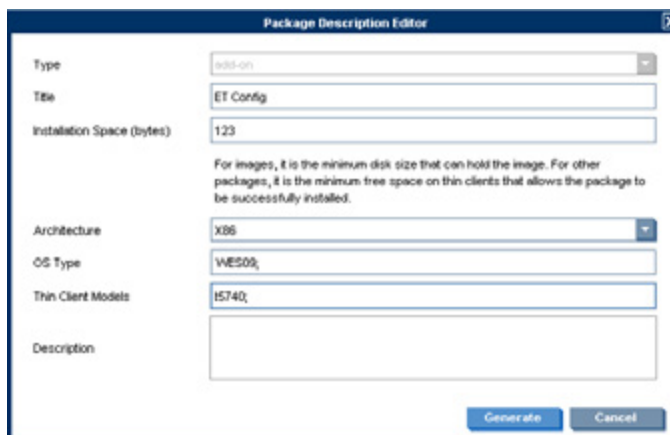 Package Description Editor
Type
add-on
Title
ET Config
Installation Space (bytes)
123
For images, it is the minimum disk size that can hold the image. For other
packages, it is the minimum free space on thin clients that allows the package to
be successfully installed.
Architecture
X86
OS Type
WES09;
Thin Client Models
t5740;
Description
Generate
Cancel